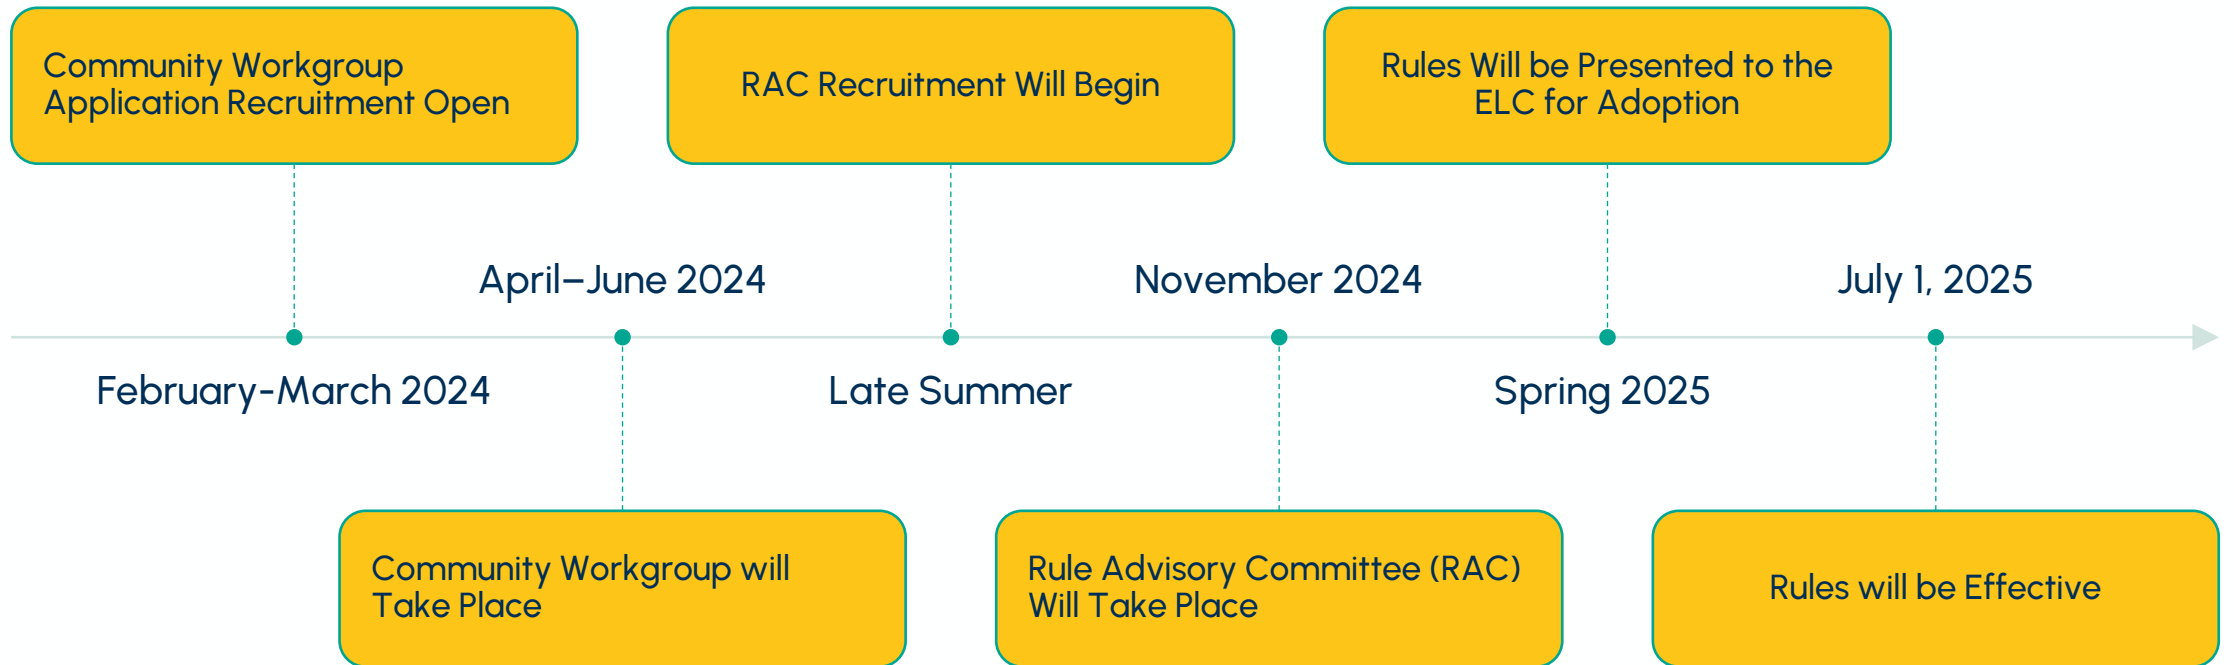 Community Workgroup
Application Recruitment Open
RAC Recruitment Will Begin
Rules Will be Presented to the
ELC for Adoption
April–June 2024
November 2024
July 1, 2025
February-March 2024
Late Summer
Spring 2025
Community Workgroup will
Take Place
Rule Advisory Committee (RAC)
Will Take Place
Rules will be Effective